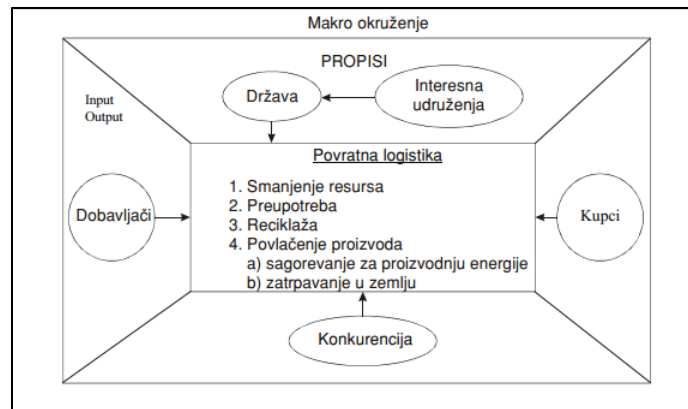 Makro okruženje
PROPISI
Država
Interesna
udruženja
Input
Output
Povratna logistika
1. Smanjenje resursa
2. Preupotreba
3. Reciklaža
4. Povlačenje proizvoda
a) sagorevanje za proizvodnju energije
b) zatrpavanje u zemlju
Dobavljači
Kupci
Konkurencija